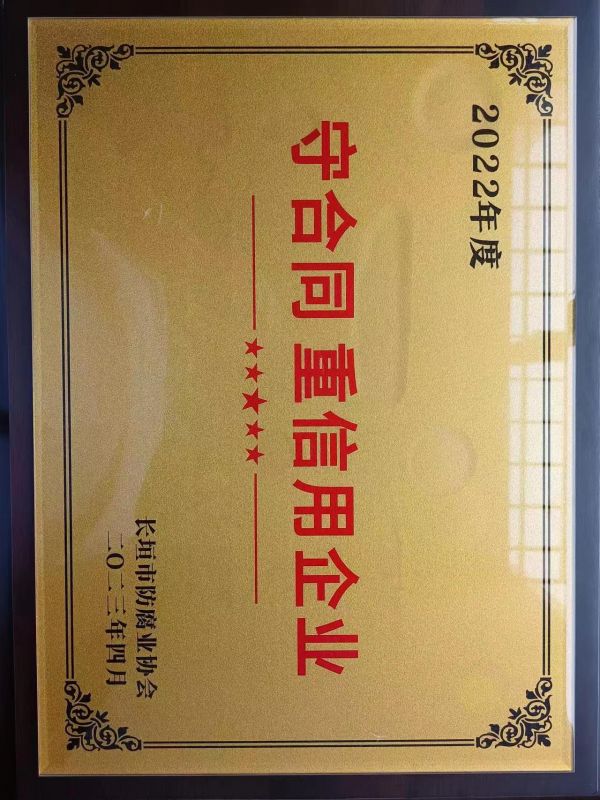 2022年度
守合同 重信用企业
长垣市防腐业协会
二〇二三年四月